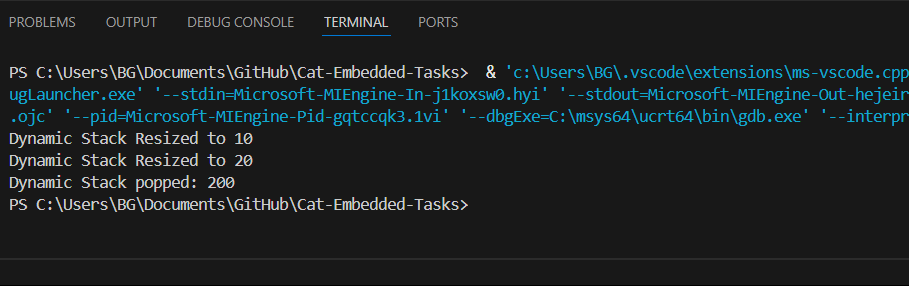 PROBLEMS OUTPUT DEBUG CONSOLE TERMINAL PORTS
PS C:\Users\BG\Documents\GitHub\Cat-Embedded-Tasks> & 'c:\Users\BG\.vscode\extensions\ms-vscode.cpp
ugLauncher.exe' '--stdin=Microsoft-MIEngine-In-j1koxsw0.hyi' '--stdout=Microsoft-MIEngine-Out-hejeir
.ojc' '--pid=Microsoft-MIEngine-Pid-gqtccqk3.1vi' '--dbgExe=C:\msys64\ucrt64\bin\gdb.exe' '--interpr
Dynamic Stack Resized to 10
Dynamic Stack Resized to 20
Dynamic Stack popped: 200
PS C:\Users\BG\Documents\GitHub\Cat-Embedded-Tasks>